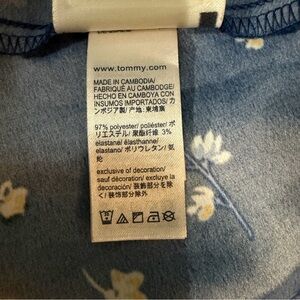 www.tommy.com
MADE IN CAMBODIA/
FABRIQUÉ AU CAMBODGE/
HECHO EN CAMBOYA CON
INSUMOS IMPORTADOS/ カ
ンボジア製/ 产地: 柬埔寨
97% polyester/ poliéster/ ポ
リエステル/ 聚酯纤维 3%
elastane/ élasthanne/
elastano/ ポリウレタン/ 氨
纶
exclusive of decoration/
sauf décoration/ excluye la
decoración/ 装飾部分を除
く/ 装饰部分除外